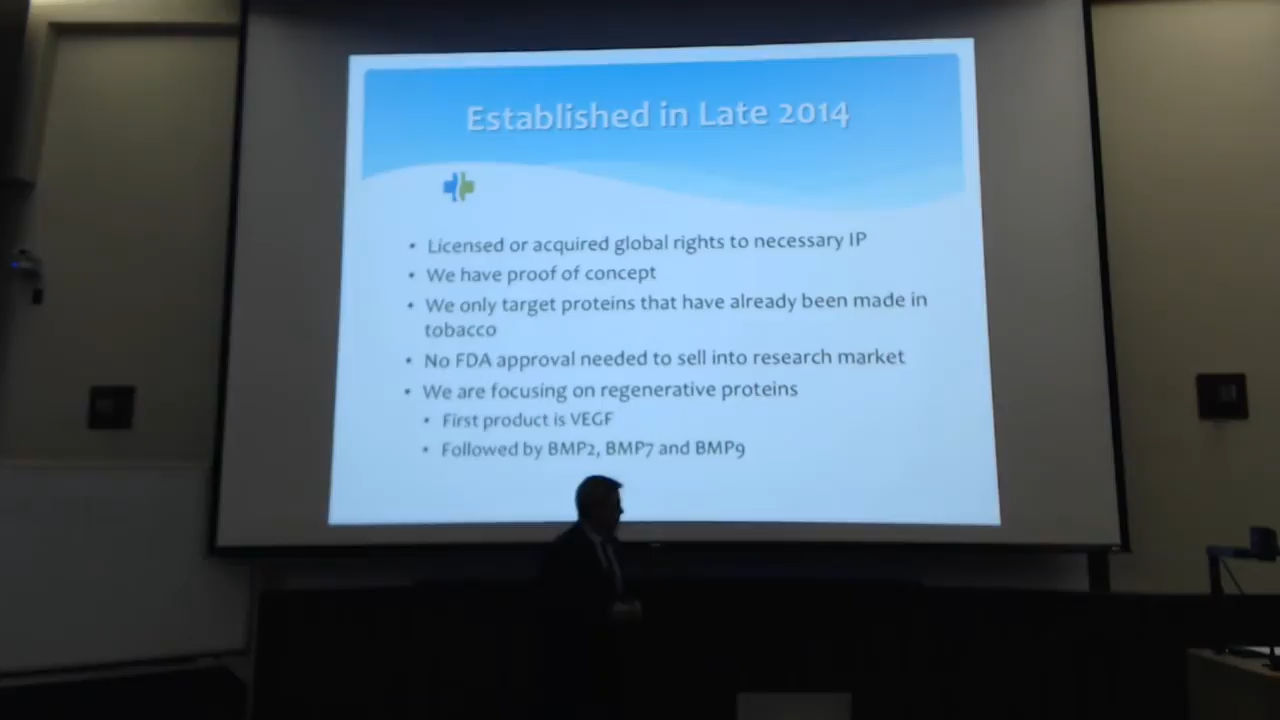 Established in Late 2014
• Licensed or acquired global rights to necessary IP
• We have proof of concept
• We only target proteins that have already been made in
tobacco
• No FDA approval needed to sell into research market
• We are focusing on regenerative proteins
• First product is VEGF
• Followed by BMP2, BMP7 and BMP9